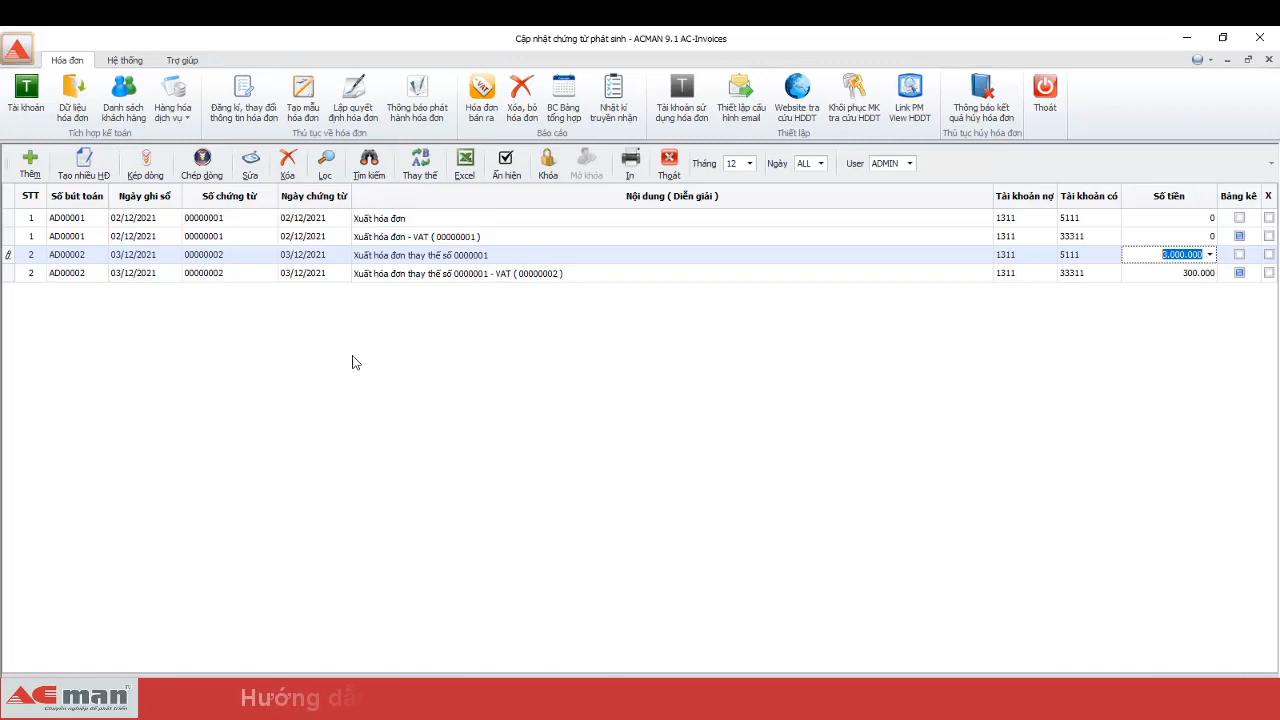 Cập nhật chứng từ phát sinh - ACMAN 9.1 AC-Invoices
Hóa đơn Hệ thống Trợ giúp
Tài khoản
Dữ liệu hóa đơn
Danh sách khách hàng
Hàng hóa dịch vụ
Đăng kí, thay đổi thông tin hóa đơn
Tạo mẫu hóa đơn
Lập quyết định hóa đơn
Thông báo phát hành hóa đơn
Hóa đơn bán ra
Xóa, bỏ hóa đơn
BC Bảng tổng hợp
Nhật kí truyền nhận
Tài khoản sử dụng hóa đơn
Thiết lập cấu hình email
Website tra cứu HDDT
Khôi phục MK tra cứu HDDT
Link PM View HDDT
Thông báo kết quả hủy hóa đơn
Thoát
Tích hợp kế toán Thủ tục về hóa đơn Báo cáo Thiết lập Thủ tục hủy hóa đơn
Thêm Tạo nhiều HĐ Kép dòng Chép dòng Sửa Xóa Lọc Tìm kiếm Thay thế Excel Ẩn hiện Khóa Mở khóa In Thoát Tháng 12 Ngày ALL User ADMIN
STT Số bút toán Ngày ghi sổ Số chứng từ Ngày chứng từ Nội dung ( Diễn giải ) Tài khoản nợ Tài khoản có Số tiền Bảng kê X
1 AD00001 02/12/2021 00000001 02/12/2021 Xuất hóa đơn 1311 5111 0
1 AD00001 02/12/2021 00000001 02/12/2021 Xuất hóa đơn - VAT ( 00000001 ) 1311 33311 0
2 AD00002 03/12/2021 00000002 03/12/2021 Xuất hóa đơn thay thế số 0000001 1311 5111 3.000.000
2 AD00002 03/12/2021 00000002 03/12/2021 Xuất hóa đơn thay thế số 0000001 - VAT ( 00000002 ) 1311 33311 300.000
ACman
Chuyên nghiệp để phát triển
Hướng dẫn